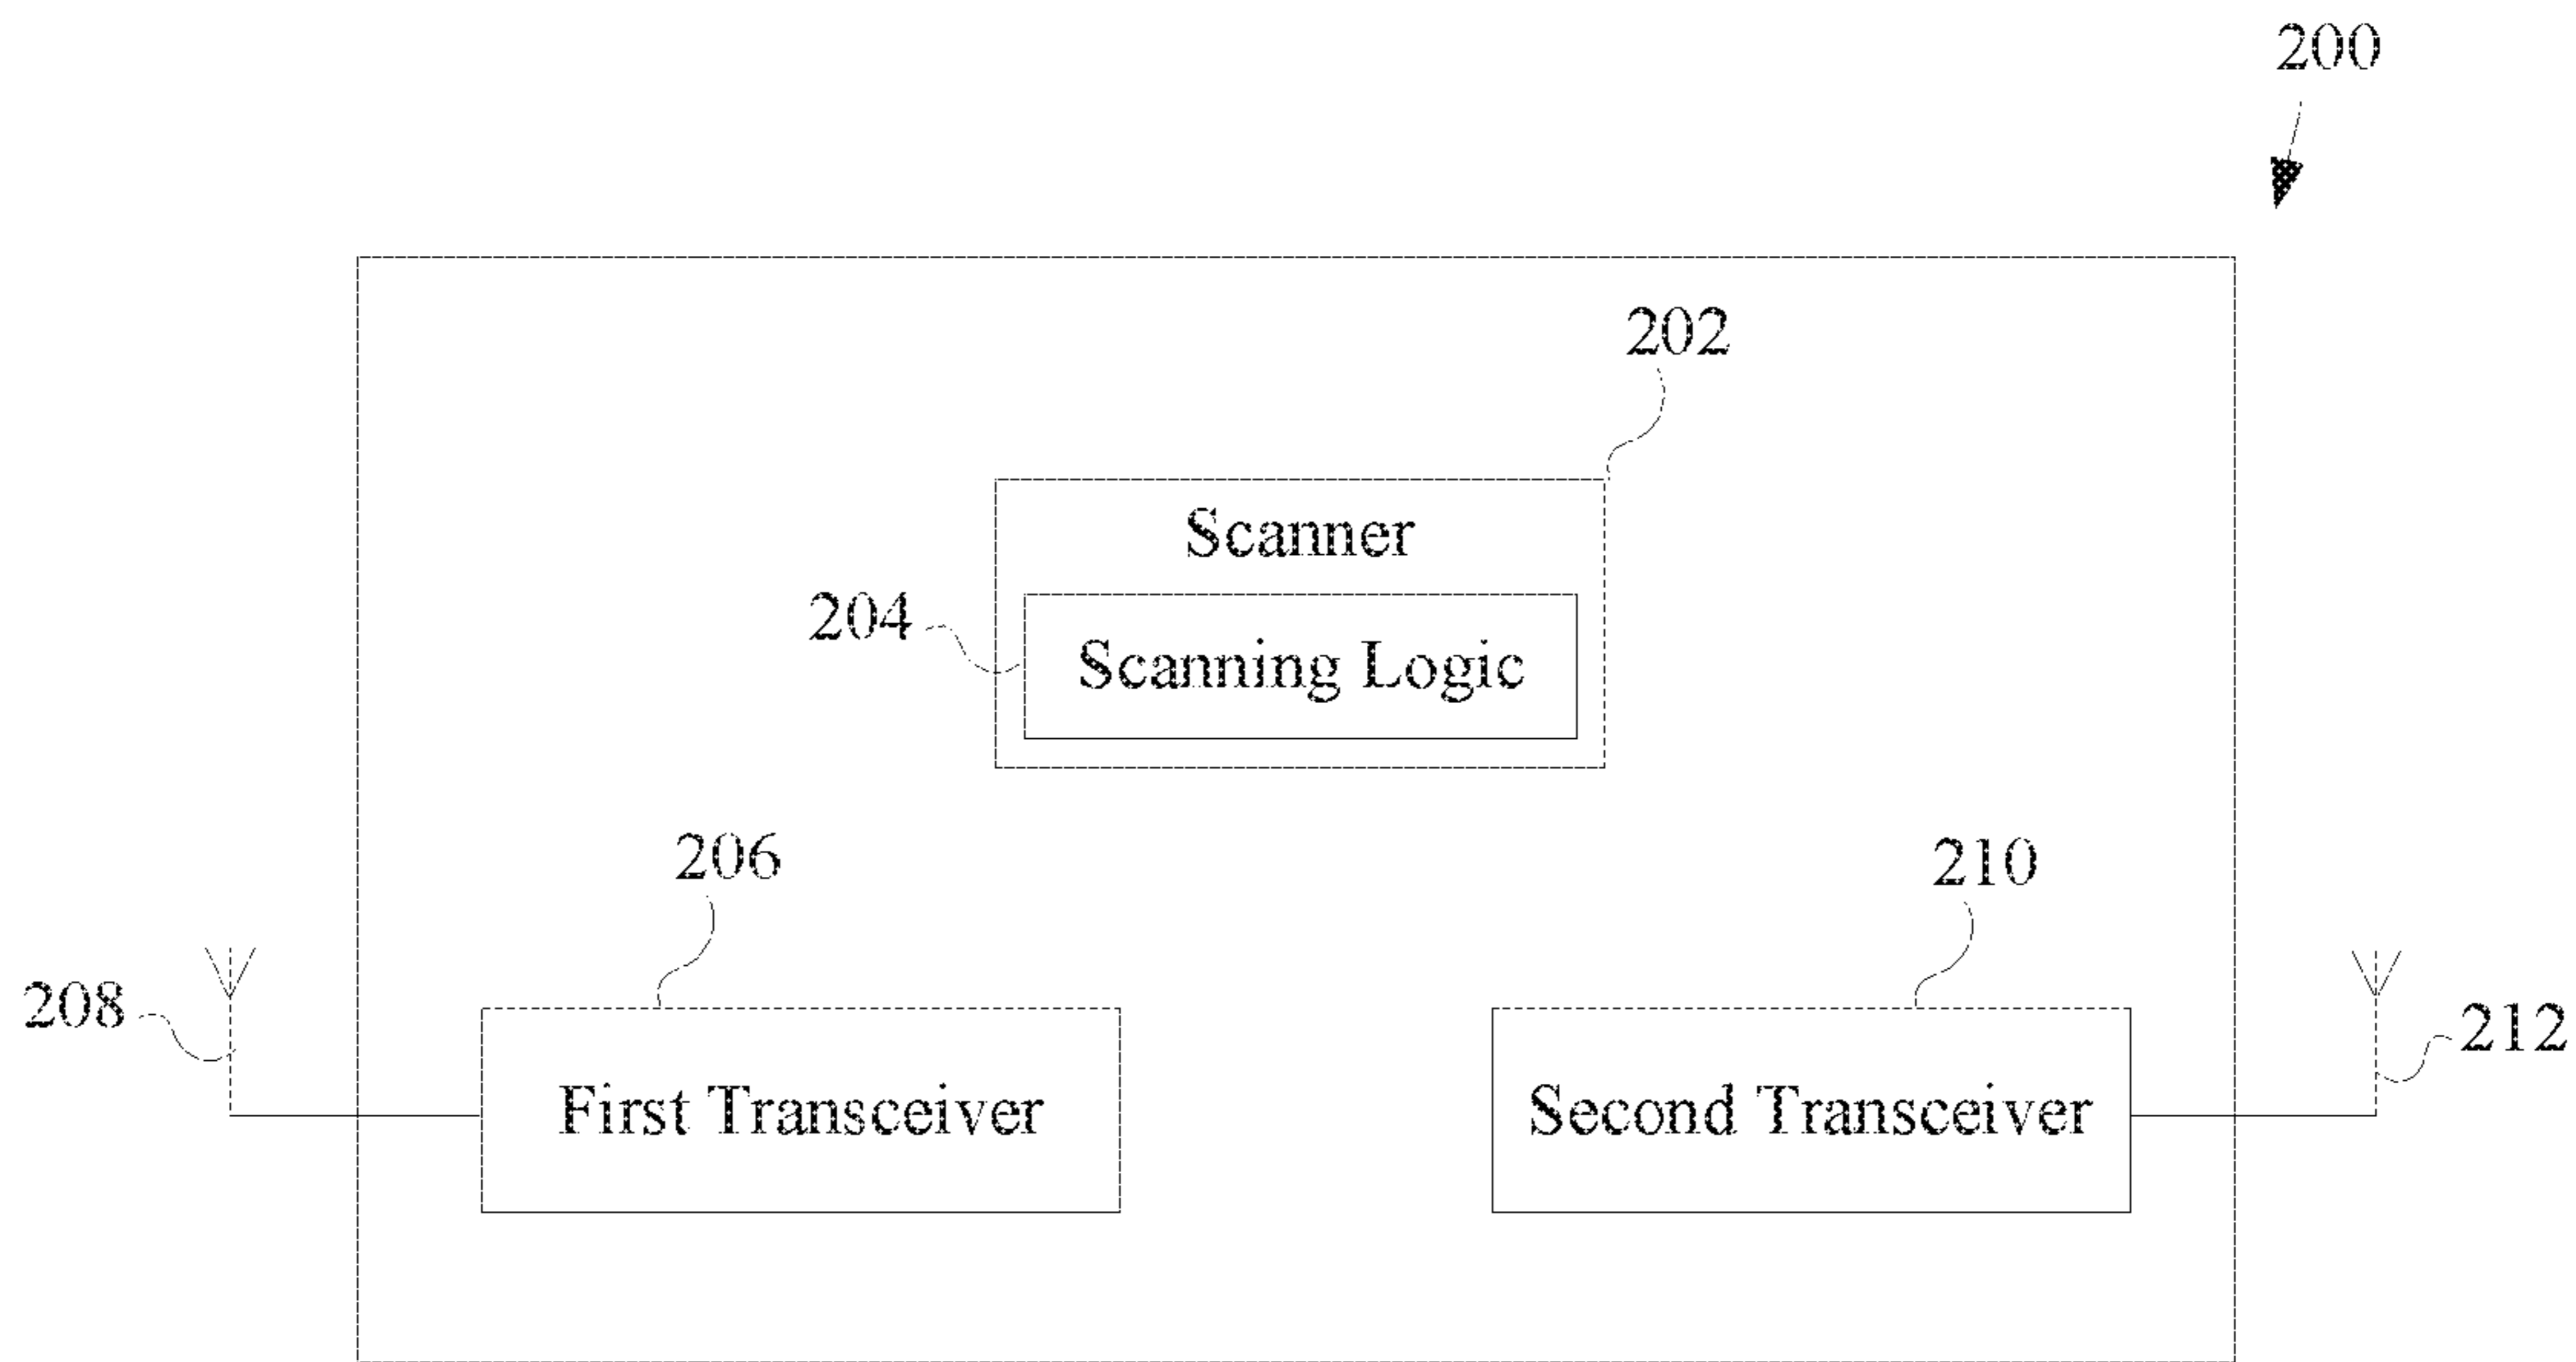 200
202
Scanner
204
Scanning Logic
206
210
208
212
First Transceiver
Second Transceiver